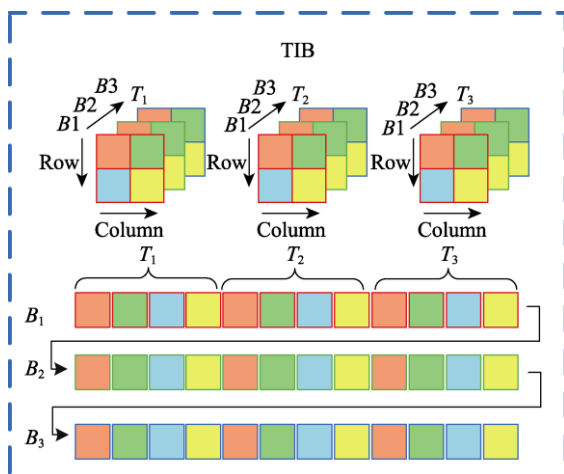 TIB
B3 B3 B3
B2 T1 B2 T2 B2 T3
B1 B1 B1
Row Row Row
Column Column Column
T1 T2 T3
B1
B2
B3